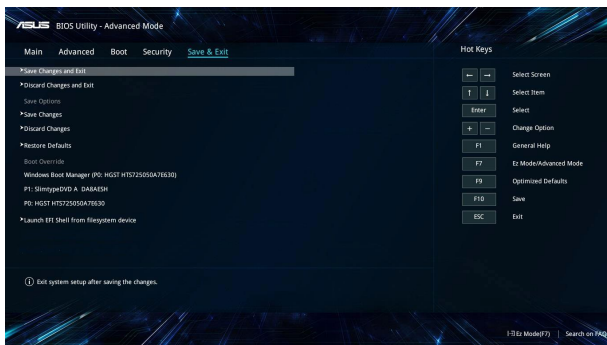 ASUS BIOS Utility - Advanced Mode
Main Advanced Boot Security Save & Exit
Hot Keys
Save Changes and Exit
Discard Changes and Exit
Save Options
Save Changes
Discard Changes
Restore Defaults
Boot Override
Windows Boot Manager (P0: HGST HTS725050A7E630)
P1: SlimtypeDVD A DA8AESH
P0: HGST HTS725050A7E630
Launch EFI Shell from filesystem device
← → Select Screen
↑ ↓ Select Item
Enter Select
+ − Change Option
F1 General Help
F7 Ez Mode/Advanced Mode
F9 Optimized Defaults
F10 Save
ESC Exit
Exit system setup after saving the changes.
Ez Mode(F7) | Search on FAQ